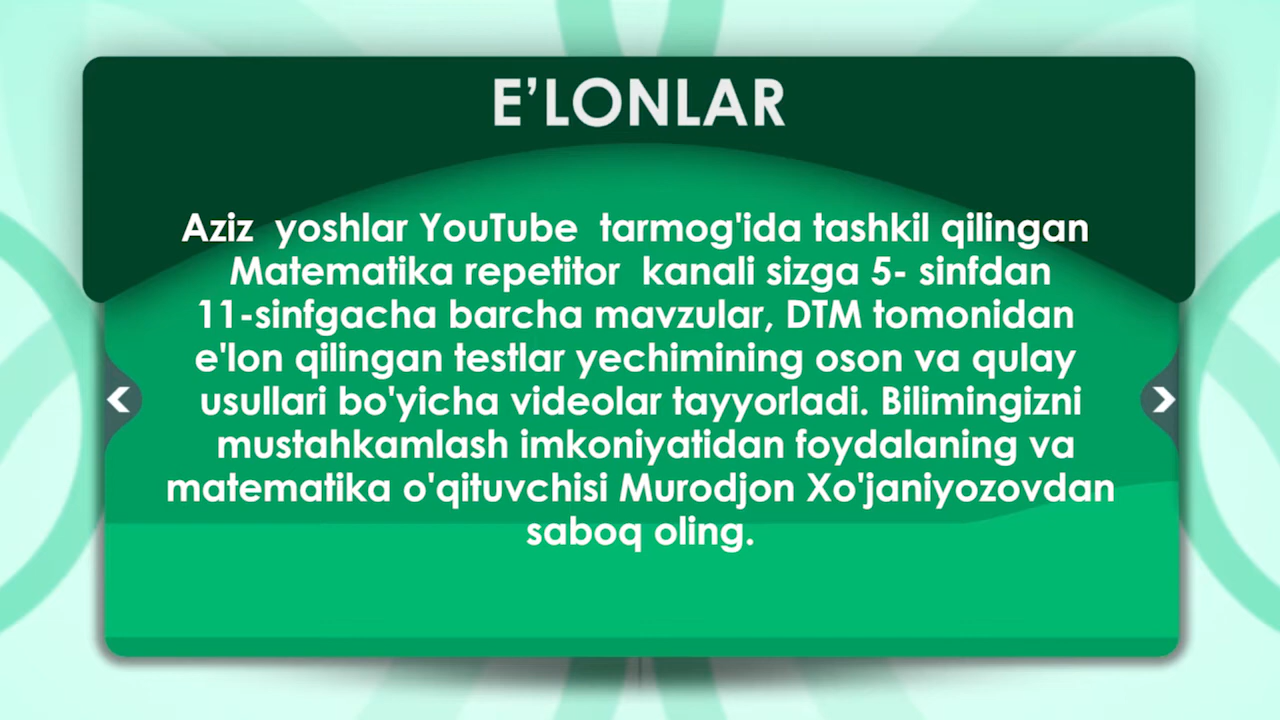 E’LONLAR
Aziz yoshlar YouTube tarmog'ida tashkil qilingan
Matematika repetitor kanali sizga 5- sinfdan
11-sinfgacha barcha mavzular, DTM tomonidan
e'lon qilingan testlar yechimining oson va qulay
usullari bo'yicha videolar tayyorladi. Bilimingizni
mustahkamlash imkoniyatidan foydalaning va
matematika o'qituvchisi Murodjon Xo'janiyozovdan
saboq oling.